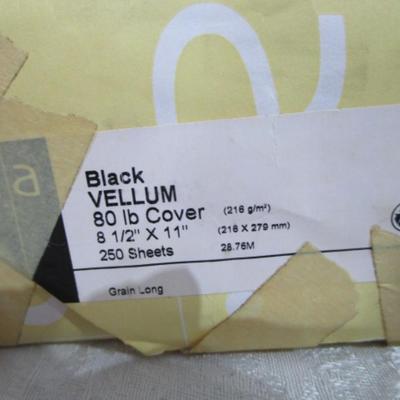 a
Black
VELLUM
80 lb Cover (216 g/m²)
8 1/2" X 11" (216 X 279 mm)
250 Sheets 28.76M
Grain Long